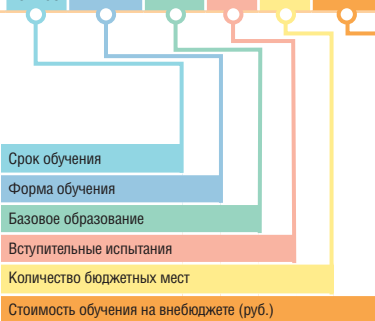 Срок обучения
Форма обучения
Базовое образование
Вступительные испытания
Количество бюджетных мест
Стоимость обучения на внебюджете (руб.)